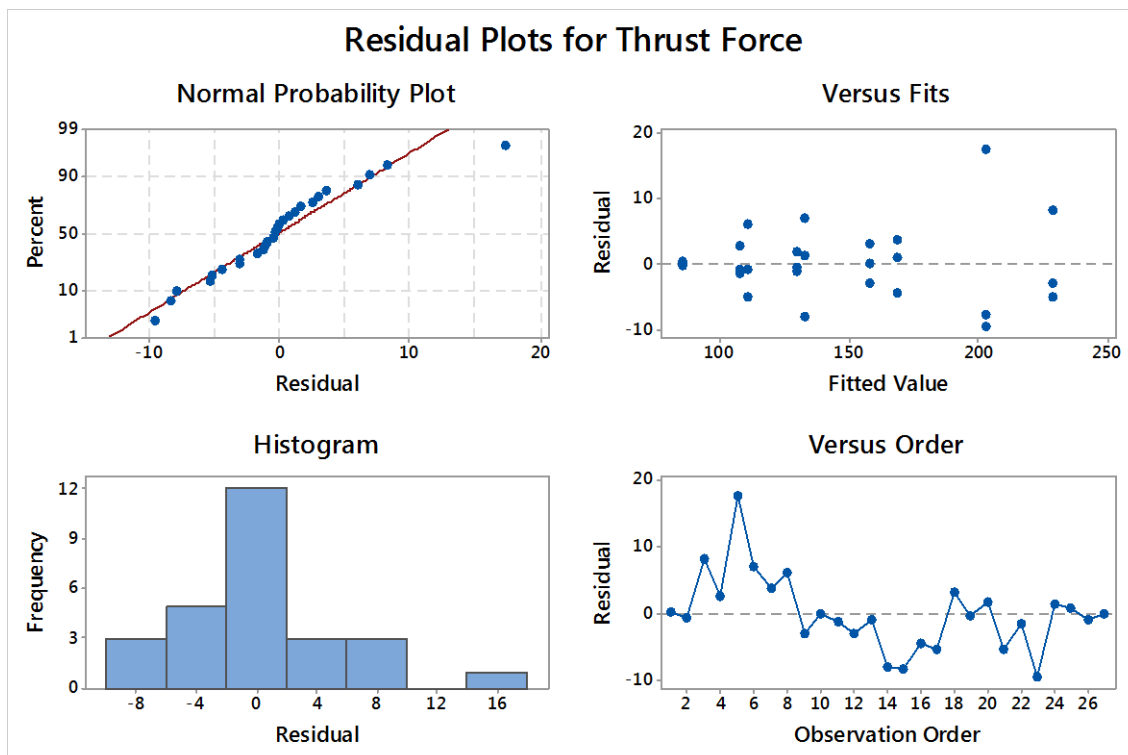 Residual Plots for Thrust Force
Normal Probability Plot
99
90
50
10
1
Percent
-10 0 10 20
Residual
Versus Fits
20
10
0
-10
Residual
100 150 200 250
Fitted Value
Histogram
12
9
6
3
0
Frequency
-8 -4 0 4 8 12 16
Residual
Versus Order
20
10
0
-10
Residual
2 4 6 8 10 12 14 16 18 20 22 24 26
Observation Order